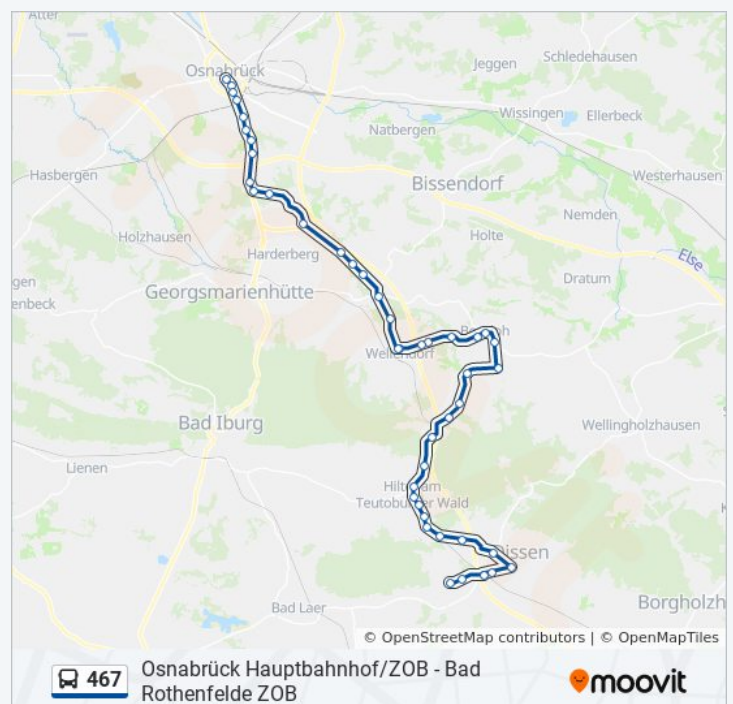 Atter
Osnabrück
Jeggen
Schledehausen
Wissingen
Ellerbeck
Natbergen
Hasbergen
Bissendorf
Westerhausen
Nemden
Holzhausen
Holte
Harderberg
Else
Dratum
gen
Georgsmarienhütte
enbeck
Wellendorf
Bad Iburg
Wellingholzhausen
Lienen
Teutoburger Wald
Dissen
Bad Laer
Borgholzh
© OpenStreetMap contributors | © OpenMapTiles
467
Osnabrück Hauptbahnhof/ZOB - Bad
Rothenfelde ZOB
moovit